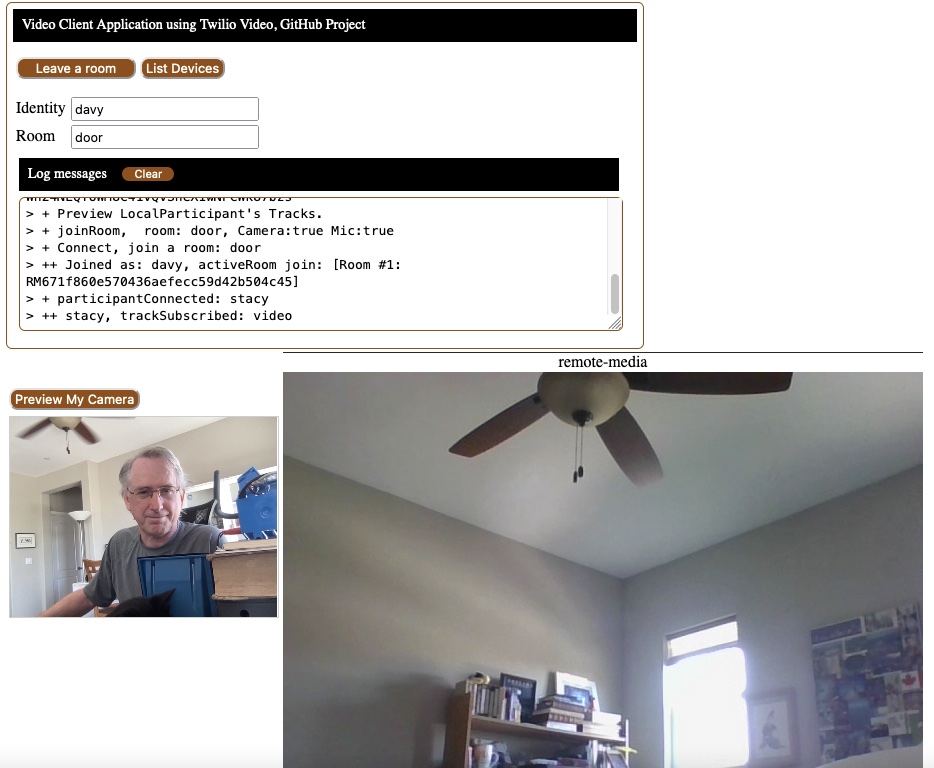 Video Client Application using Twilio Video, GitHub Project
Leave a room
List Devices
Identity davy
Room door
Log messages Clear
> + Preview LocalParticipant's Tracks.
> + joinRoom,  room: door, Camera:true Mic:true
> + Connect, join a room: door
> ++ Joined as: davy, activeRoom join: [Room #1:
RM671f860e570436aefecc59d42b504c45]
> + participantConnected: stacy
> ++ stacy, trackSubscribed: video
remote-media
Preview My Camera